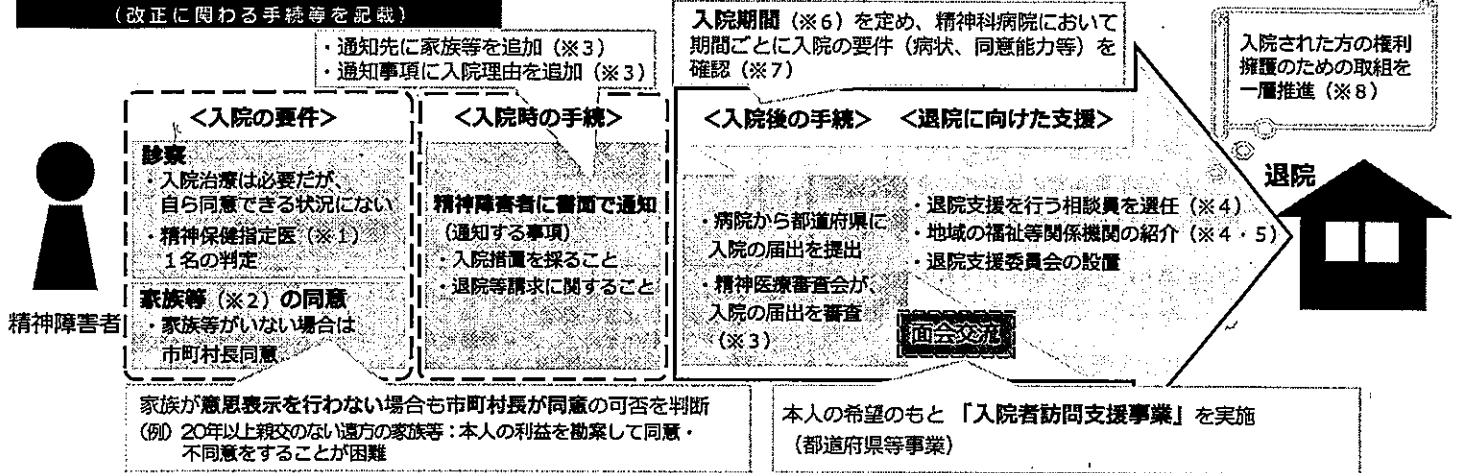 (改正に関わる手続等を記載)
・通知先に家族等を追加(※3)
・通知事項に入院理由を追加(※3)
入院期間(※6)を定め、精神科病院において
期間ごとに入院の要件(病状、同意能力等)を
確認(※7)
入院された方の権利
擁護のための取組を
一層推進(※8)
<入院の要件>
診察
・入院治療は必要だが、
自ら同意できる状況にない
・精神保健指定医(※1)
1名の判定
家族等(※2)の同意
・家族等がいない場合は
市町村長同意
<入院時の手続>
精神障害者に書面で通知
(通知する事項)
・入院措置を採ること
・退院等請求に関すること
<入院後の手続>
・病院から都道府県に
入院の届出を提出
・精神医療審査会が、
入院の届出を審査
(※3)
<退院に向けた支援>
・退院支援を行う相談員を選任(※4)
・地域の福祉等関係機関の紹介(※4・5)
・退院支援委員会の設置
面会交流
退院
精神障害者
家族が意思表示を行わない場合も市町村長が同意の可否を判断
(例) 20年以上親交のない遠方の家族等:本人の利益を勘案して同意・
不同意をすることが困難
本人の希望のもと「入院者訪問支援事業」を実施
(都道府県等事業)